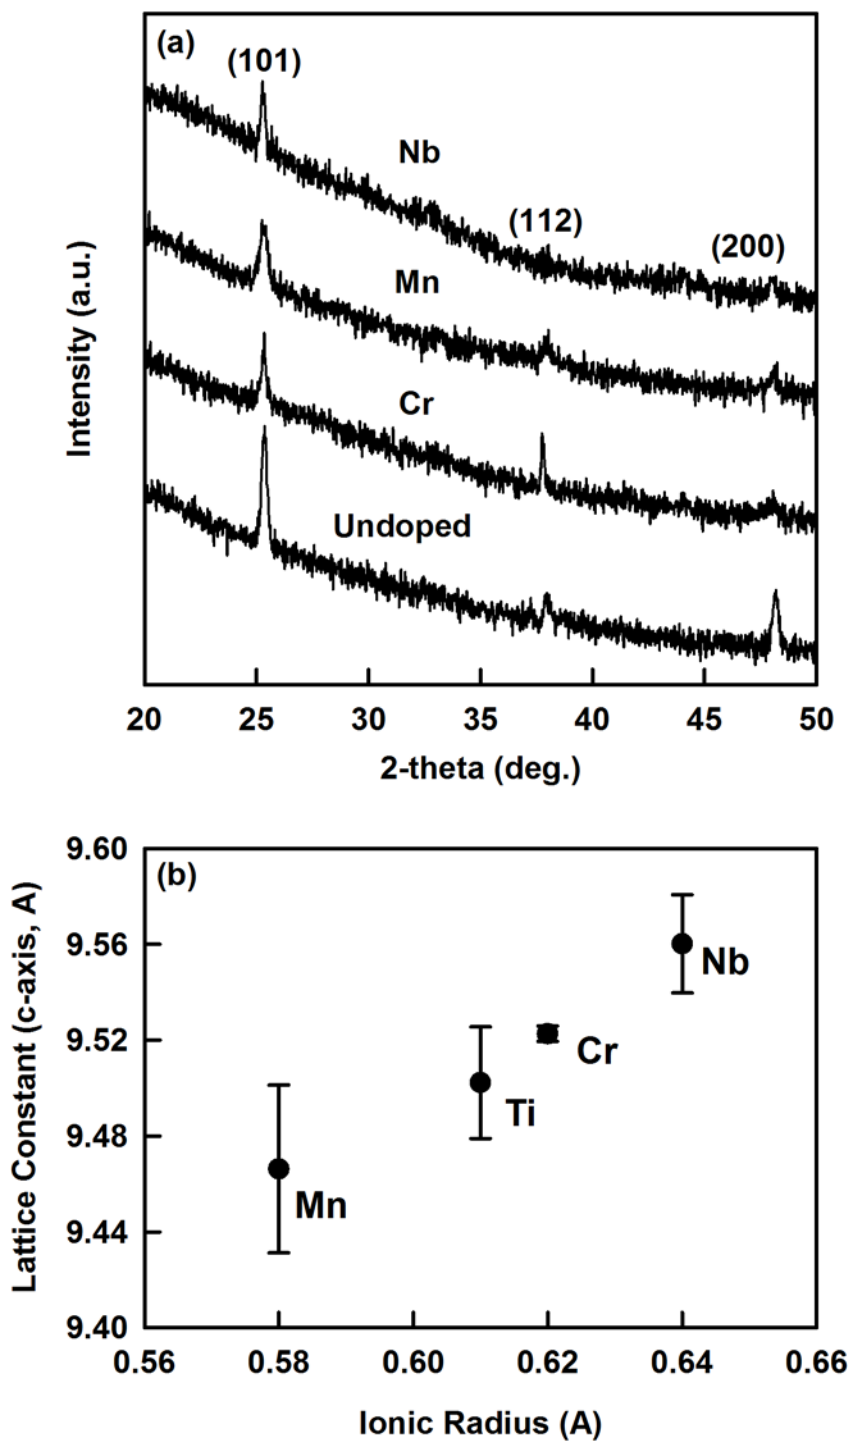 (a)
(101)
Nb
(112)
(200)
Mn
Cr
Undoped
Intensity (a.u.)
20 25 30 35 40 45 50
2-theta (deg.)
(b)
9.60
9.56
9.52
9.48
9.44
9.40
Nb
Cr
Ti
Mn
Lattice Constant (c-axis, A)
0.56 0.58 0.60 0.62 0.64 0.66
Ionic Radius (A)